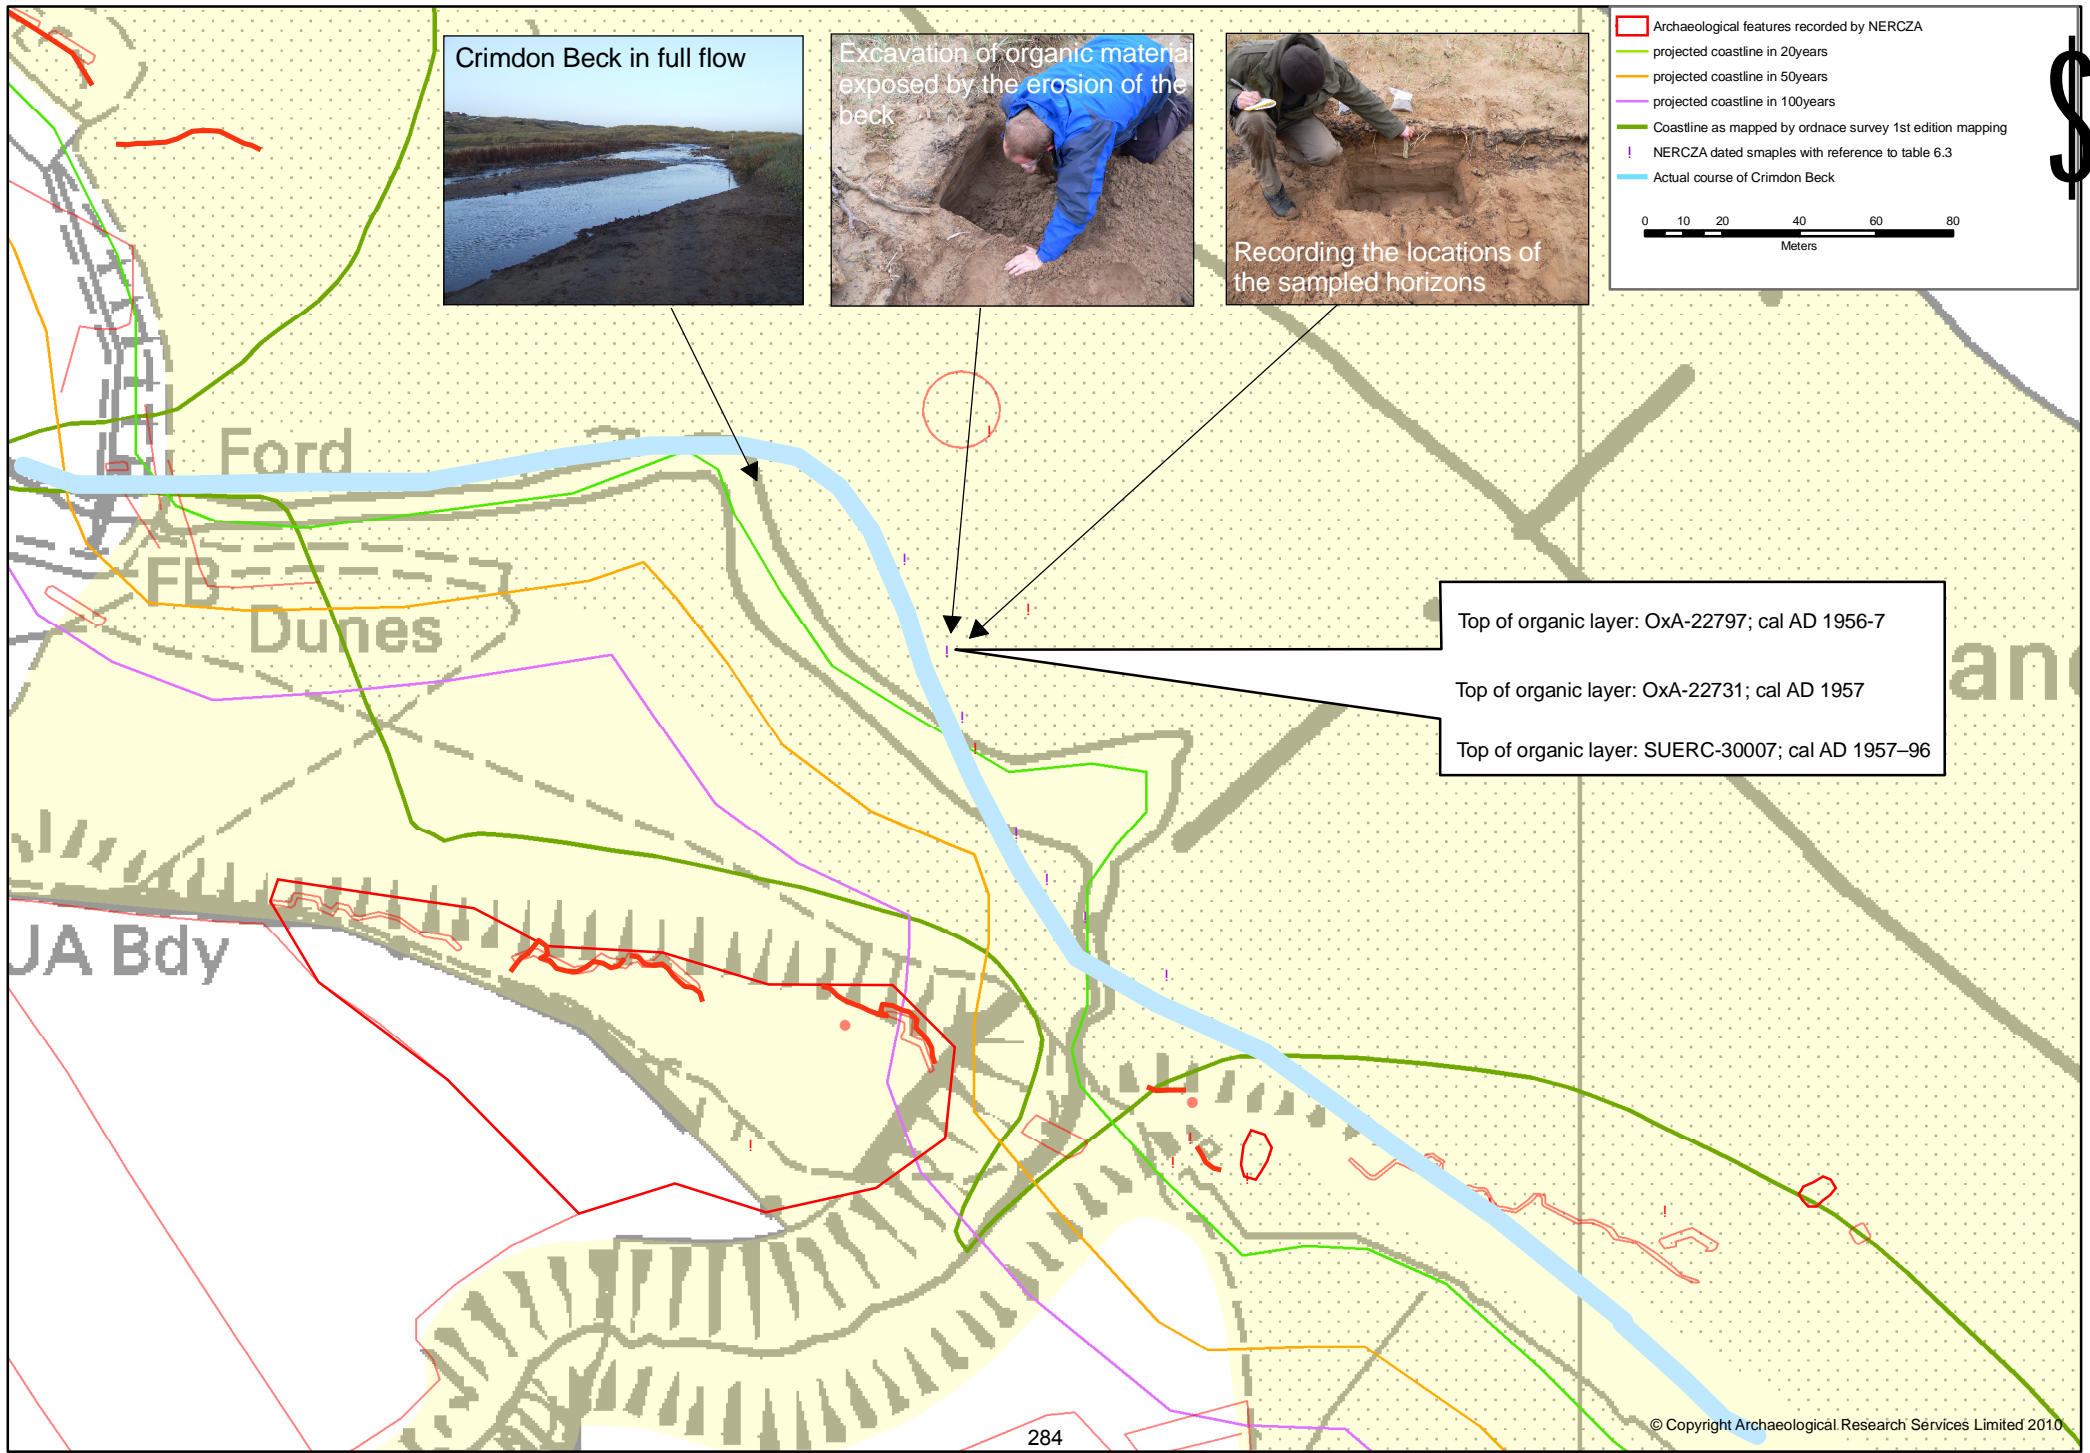 Crimdon Beck in full flow
Excavation of organic material
exposed by the erosion of the
beck
Recording the locations of
the sampled horizons
Archaeological features recorded by NERCZA
projected coastline in 20years
projected coastline in 50years
projected coastline in 100years
Coastline as mapped by ordnace survey 1st edition mapping
! NERCZA dated smaples with reference to table 6.3
Actual course of Crimdon Beck
0 10 20 40 60 80
Meters
$
Ford
FB
Dunes
Top of organic layer: OxA-22797; cal AD 1956-7
Top of organic layer: OxA-22731; cal AD 1957
Top of organic layer: SUERC-30007; cal AD 1957–96
UA Bdy
© Copyright Archaeological Research Services Limited 2010
284